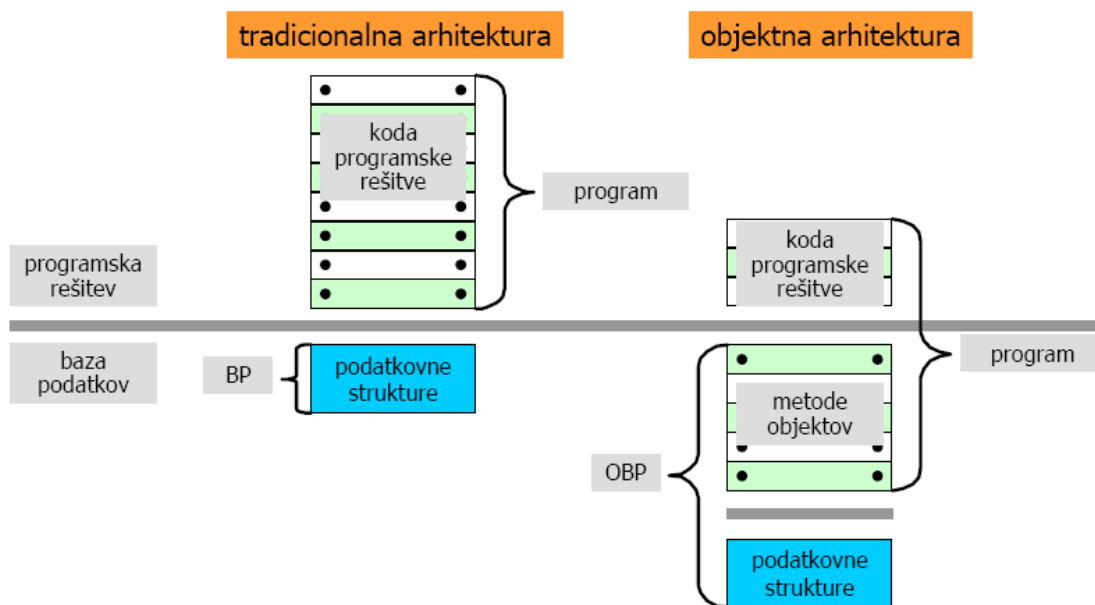 tradicionalna arhitektura
objektna arhitektura
koda
programske
rešitve
program
programska
rešitev
koda
programske
rešitve
baza
podatkov
BP
podatkovne
strukture
program
metode
objektov
OBP
podatkovne
strukture